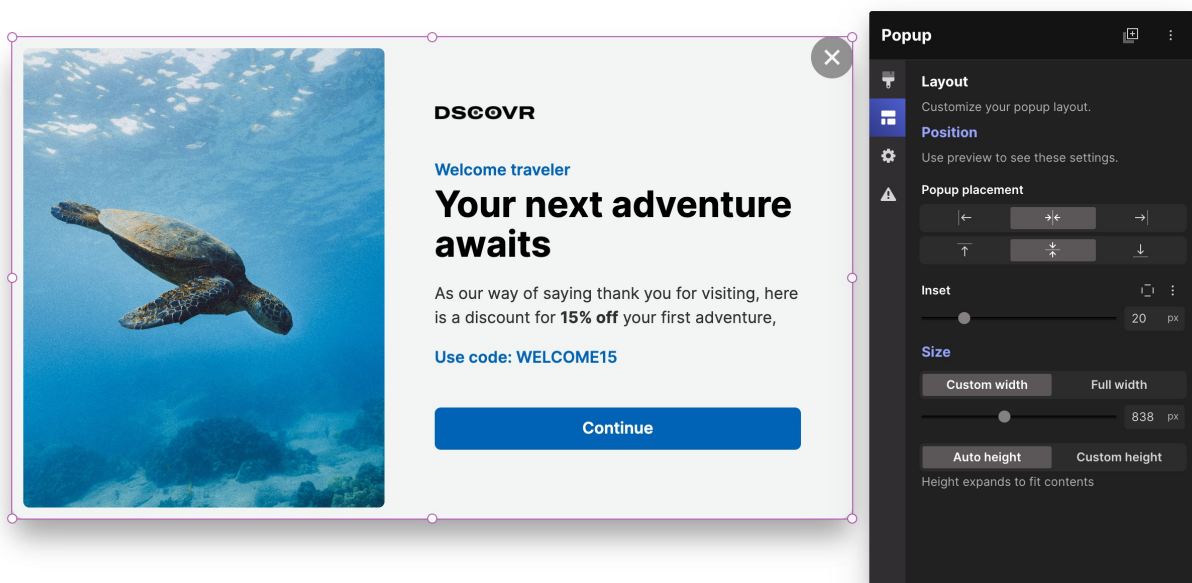 DSCOVR
Welcome traveler
Your next adventure
awaits
As our way of saying thank you for visiting, here
is a discount for 15% off your first adventure,
Use code: WELCOME15
Continue
Popup
Layout
Customize your popup layout.
Position
Use preview to see these settings.
Popup placement
Inset
20 px
Size
Custom width Full width
838 px
Auto height Custom height
Height expands to fit contents